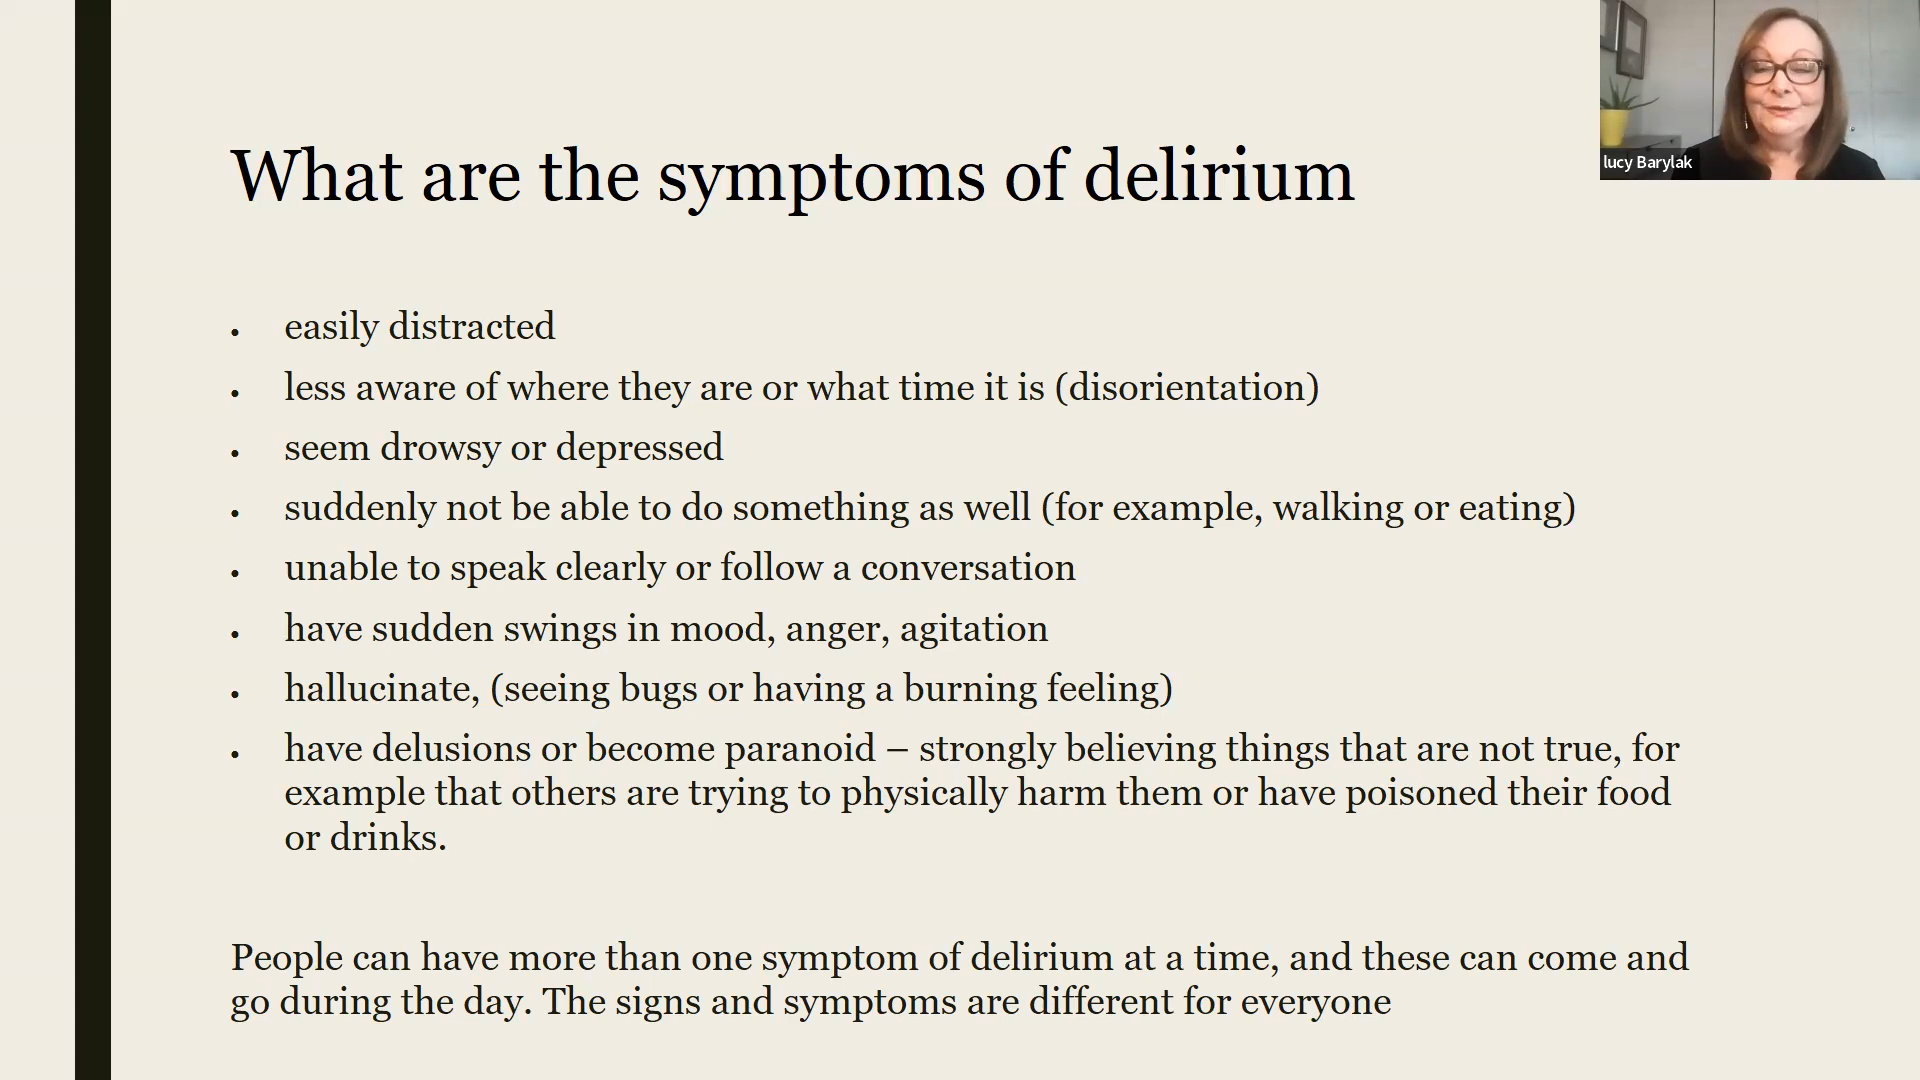 What are the symptoms of delirium
lucy Barylak
• easily distracted
• less aware of where they are or what time it is (disorientation)
• seem drowsy or depressed
• suddenly not be able to do something as well (for example, walking or eating)
• unable to speak clearly or follow a conversation
• have sudden swings in mood, anger, agitation
• hallucinate, (seeing bugs or having a burning feeling)
• have delusions or become paranoid – strongly believing things that are not true, for
example that others are trying to physically harm them or have poisoned their food
or drinks.
People can have more than one symptom of delirium at a time, and these can come and
go during the day. The signs and symptoms are different for everyone